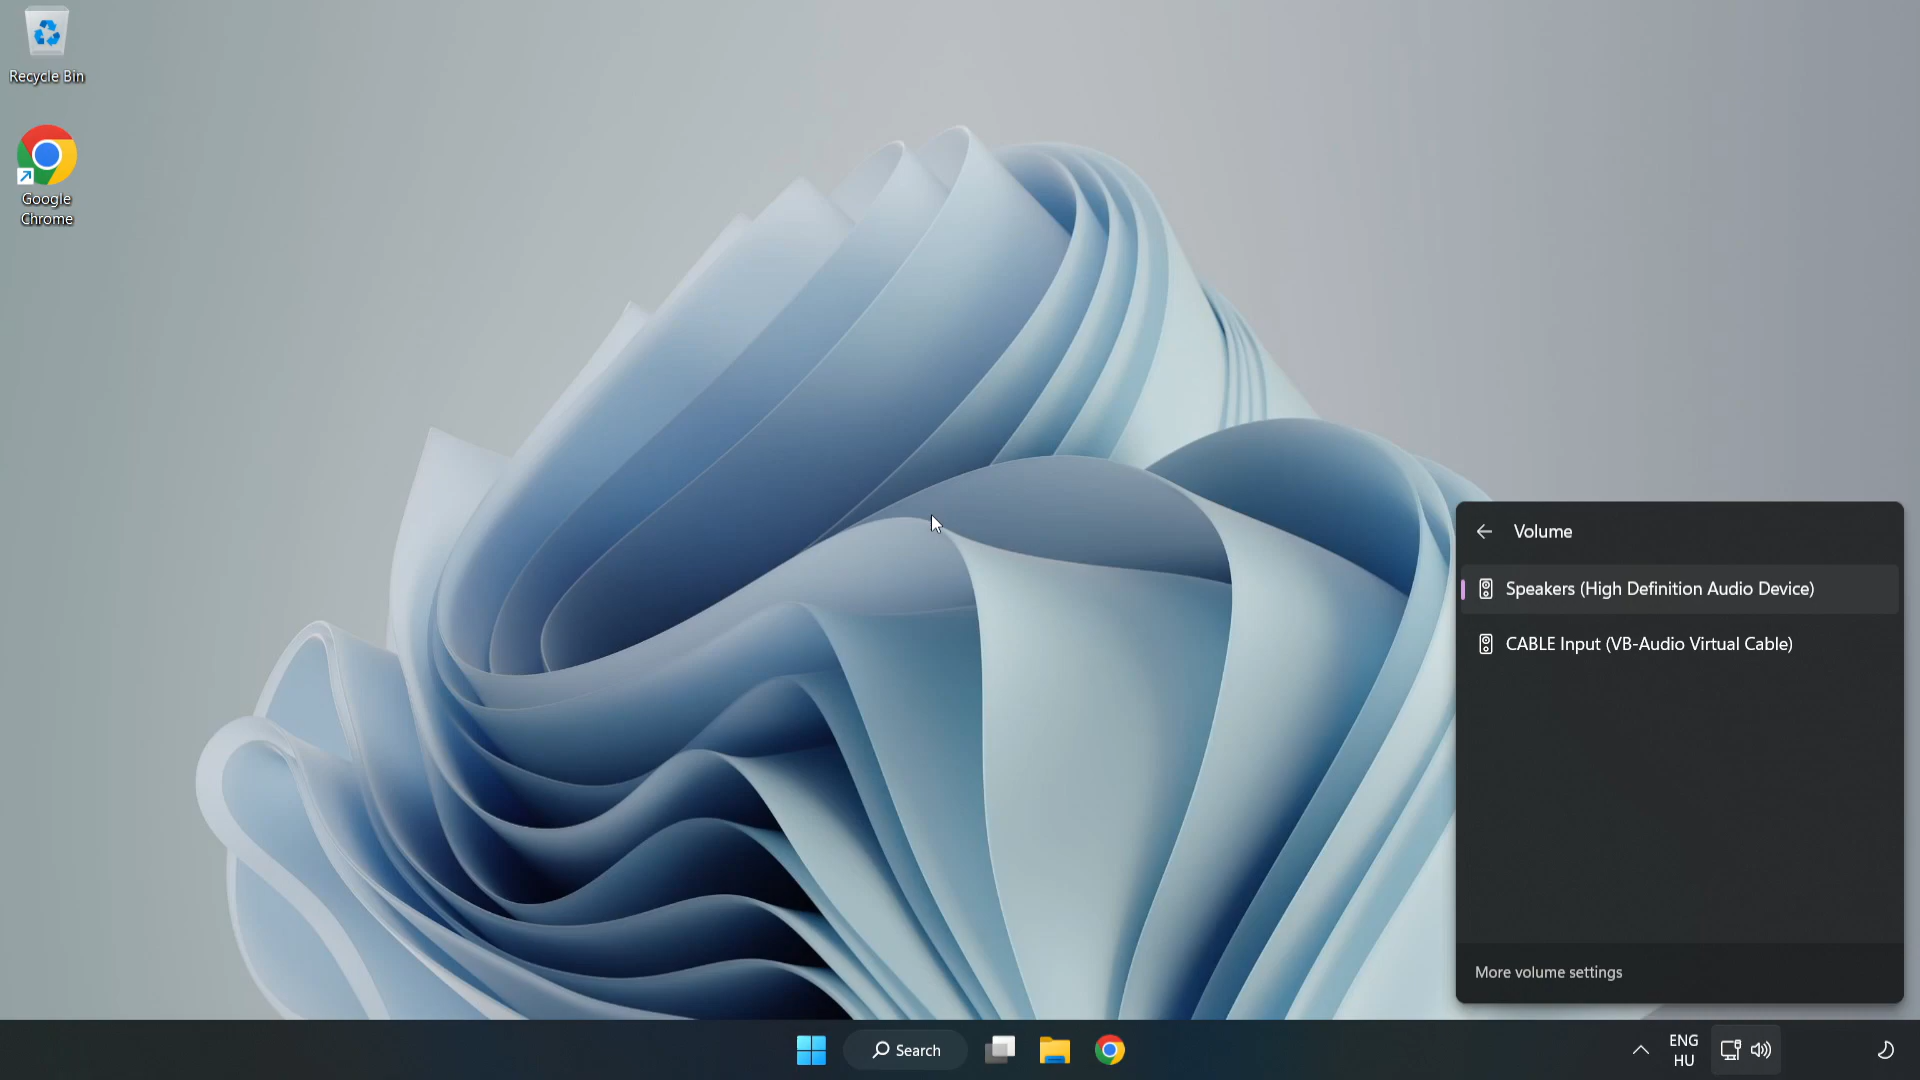 Recycle Bin
Google
Chrome
Volume
Speakers (High Definition Audio Device)
CABLE Input (VB-Audio Virtual Cable)
More volume settings
Search
ENG
HU